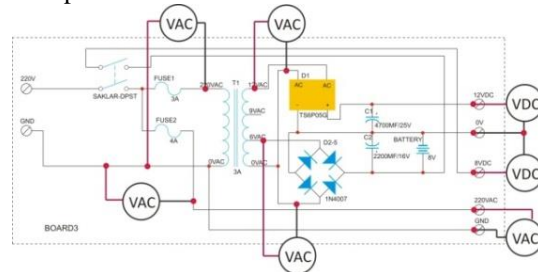 VAC
VAC
VAC
220V
SAKLAR-DPST
FUSE1
3A
220VAC
T1
12VAC
D1
AC
AC
TS6P05G
C1
4700MF/25V
12VDC
VDC
GND
FUSE2
4A
9VAC
6VAC
0VAC
0VAC
3A
D2-5
1N4007
C2
2200MF/16V
BATTERY
8V
0V
8VDC
VDC
VAC
220VAC
GND
VAC
VAC
BOARD3